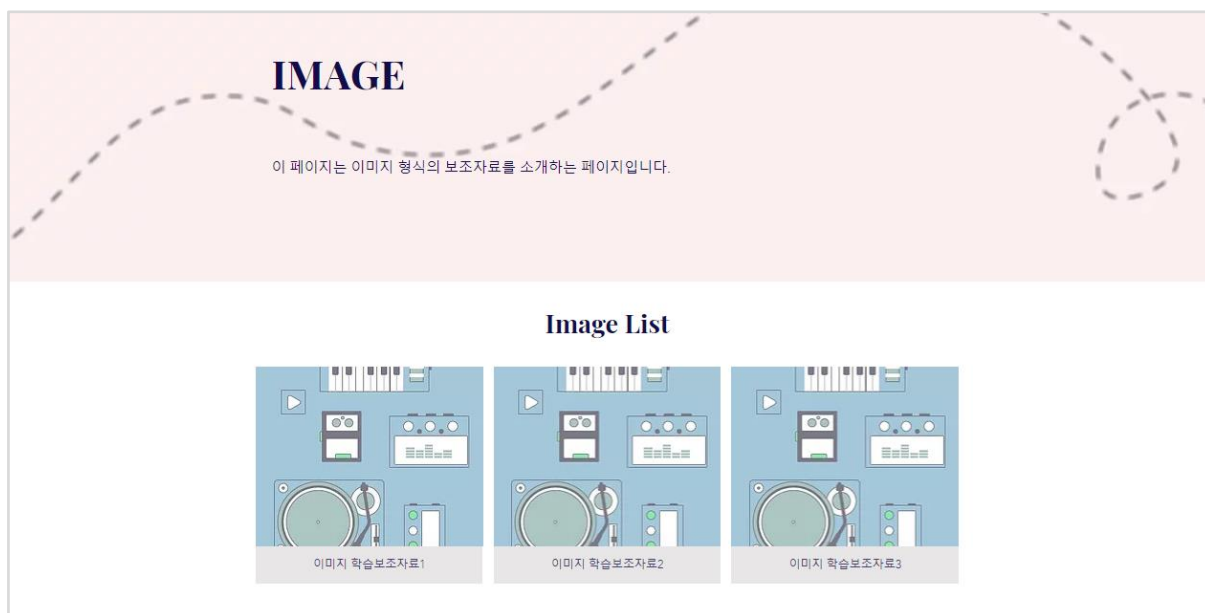 IMAGE
이 페이지는 이미지 형식의 보조자료를 소개하는 페이지입니다.
Image List
이미지 학습보조자료1
이미지 학습보조자료2
이미지 학습보조자료3